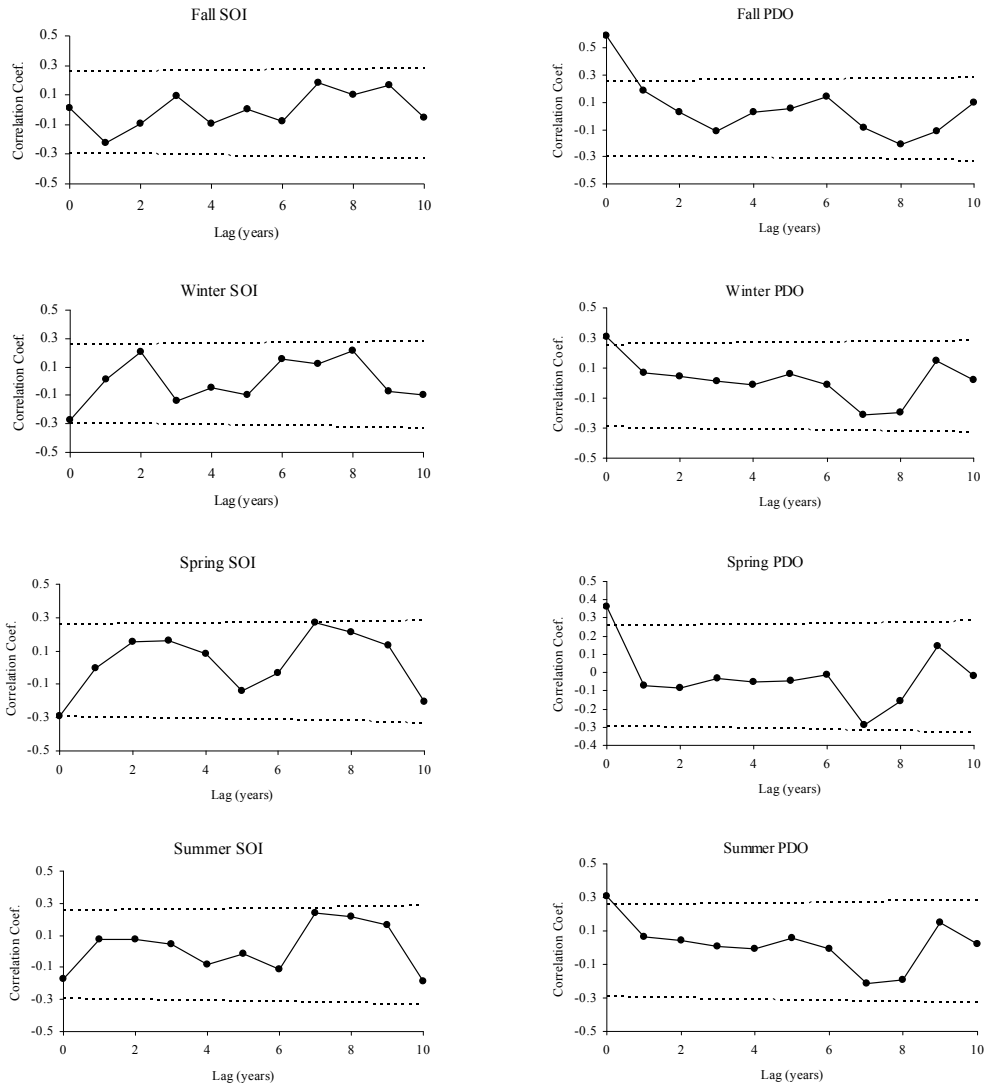 Fall SOI
0.5
0.3
0.1
-0.1
-0.3
-0.5
Correlation Coef.
0 2 4 6 8 10
Lag (years)
Fall PDO
0.5
0.3
0.1
-0.1
-0.3
-0.5
Correlation Coef.
0 2 4 6 8 10
Lag (years)
Winter SOI
0.5
0.3
0.1
-0.1
-0.3
-0.5
Correlation Coef.
0 2 4 6 8 10
Lag (years)
Winter PDO
0.5
0.3
0.1
-0.1
-0.3
-0.5
Correlation Coef.
0 2 4 6 8 10
Lag (years)
Spring SOI
0.5
0.3
0.1
-0.1
-0.3
-0.5
Correlation Coef.
0 2 4 6 8 10
Lag (years)
Spring PDO
0.5
0.4
0.3
0.2
0.1
0
-0.1
-0.2
-0.3
-0.4
Correlation Coef.
0 2 4 6 8 10
Lag (years)
Summer SOI
0.5
0.3
0.1
-0.1
-0.3
-0.5
Correlation Coef.
0 2 4 6 8 10
Lag (years)
Summer PDO
0.5
0.3
0.1
-0.1
-0.3
-0.5
Correlation Coef.
0 2 4 6 8 10
Lag (years)